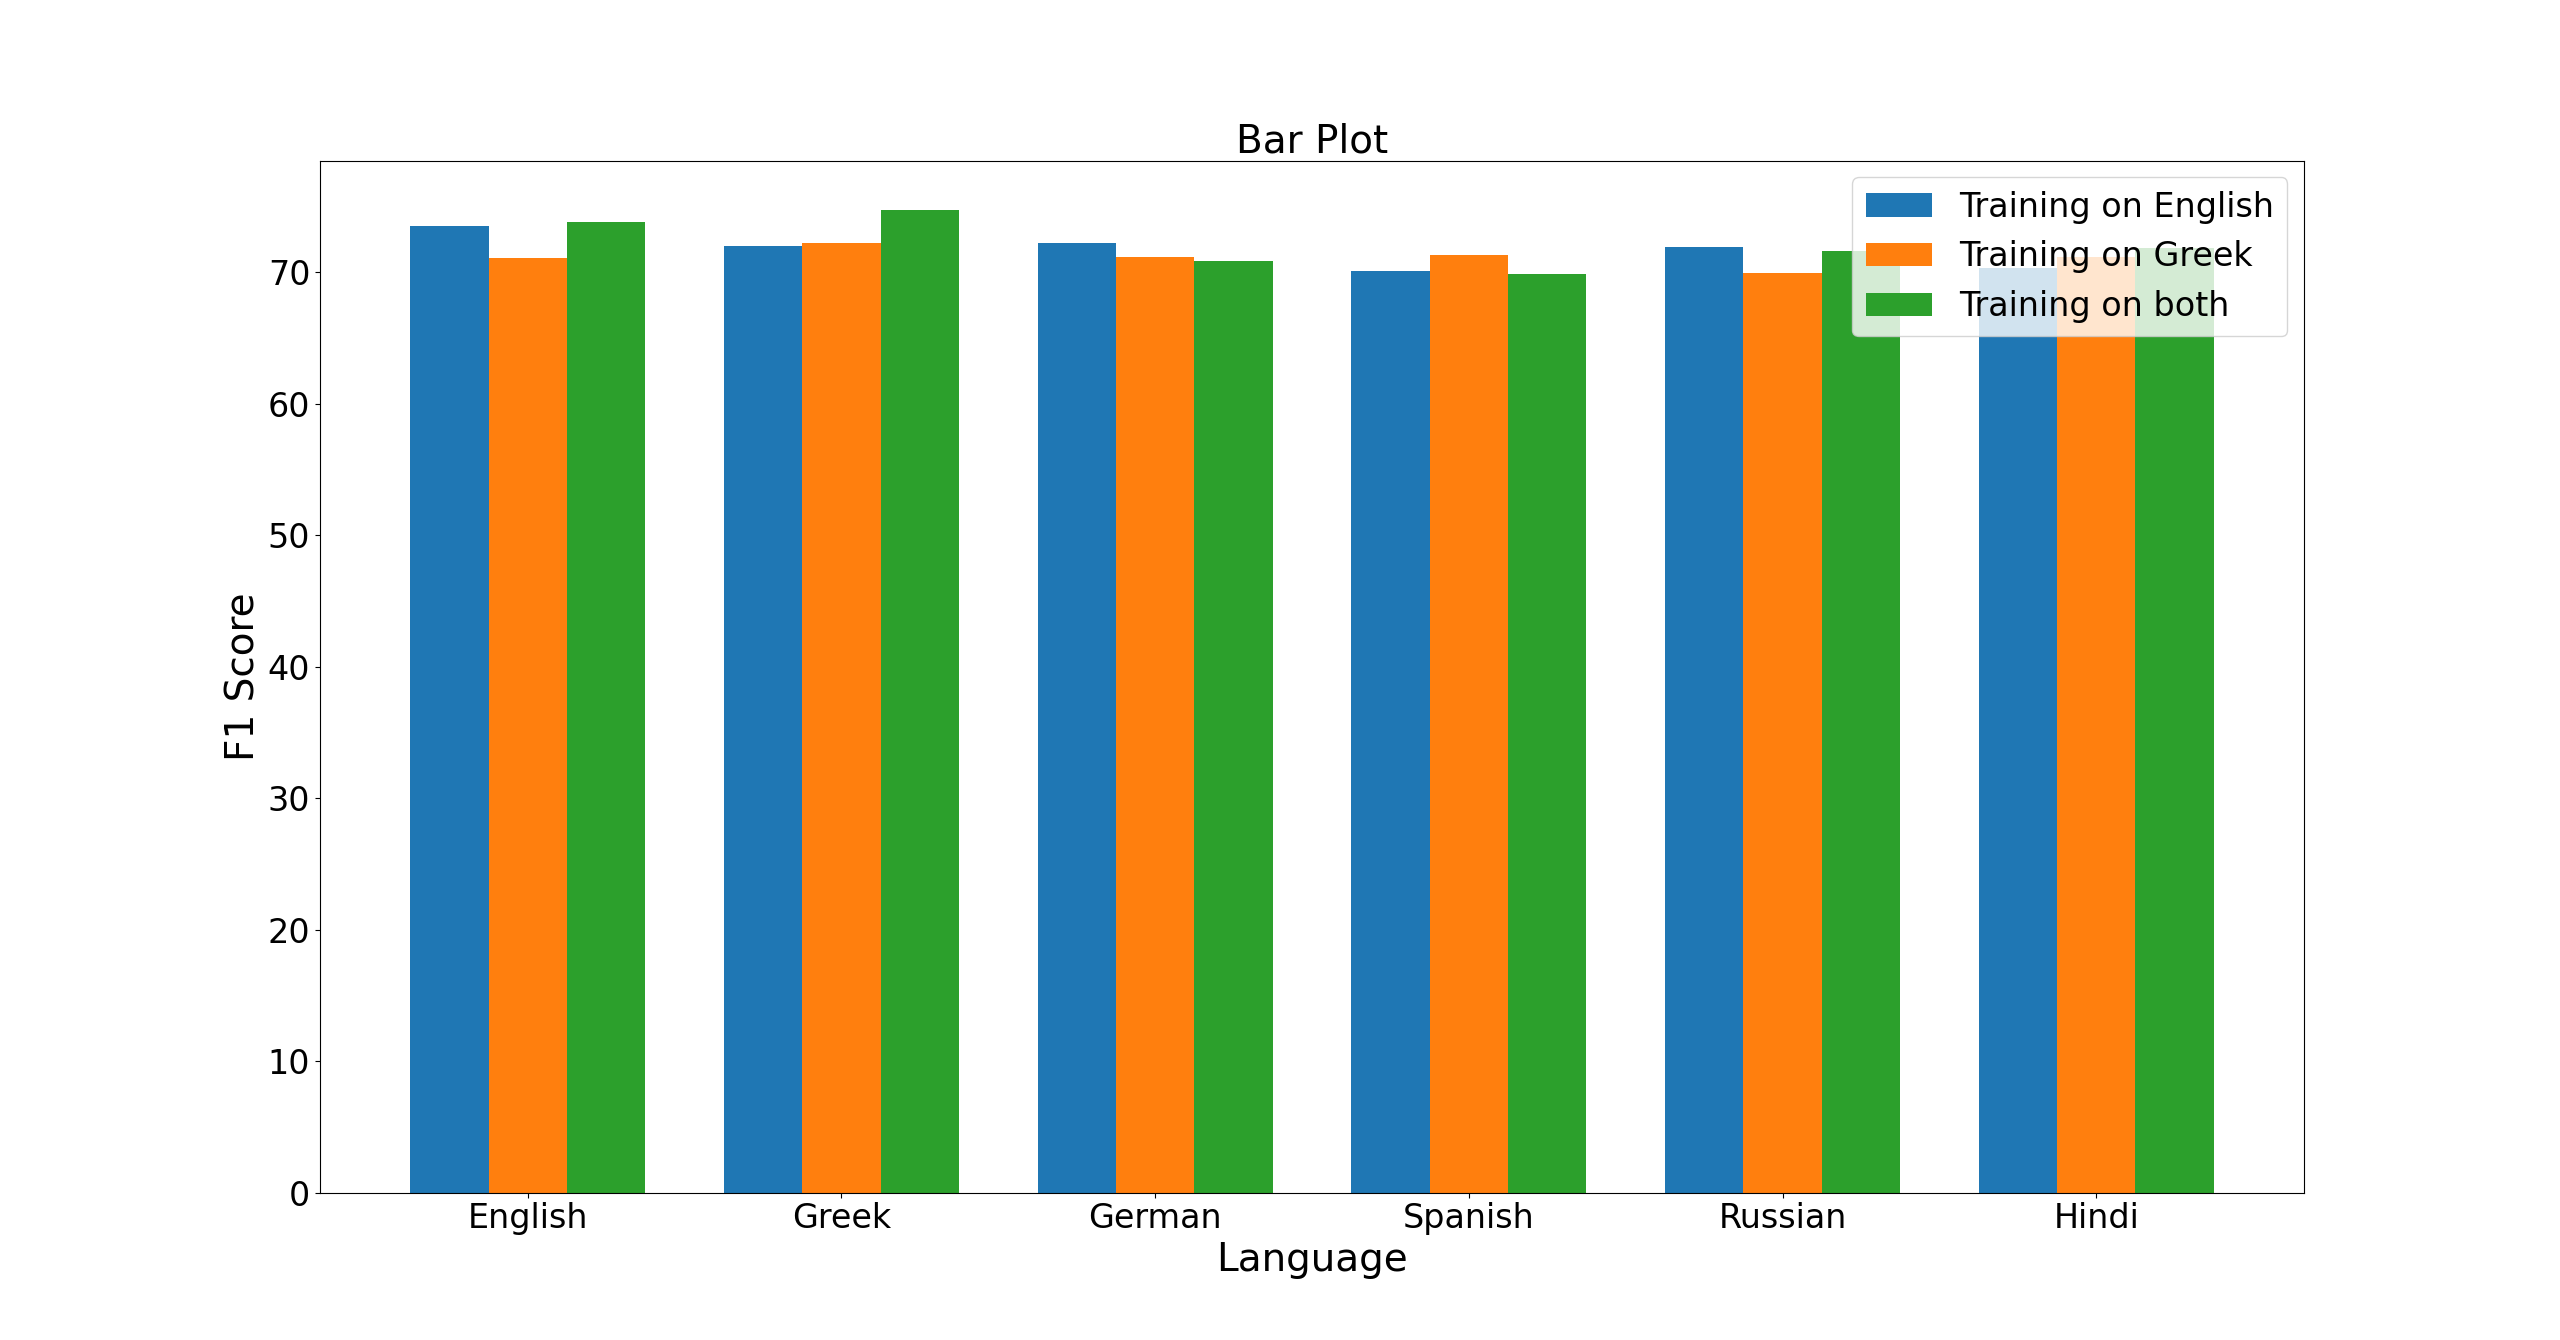 Bar Plot
Training on English
Training on Greek
Training on both
70
60
50
40
30
20
10
0
F1 Score
English
Greek
German
Spanish
Russian
Hindi
Language